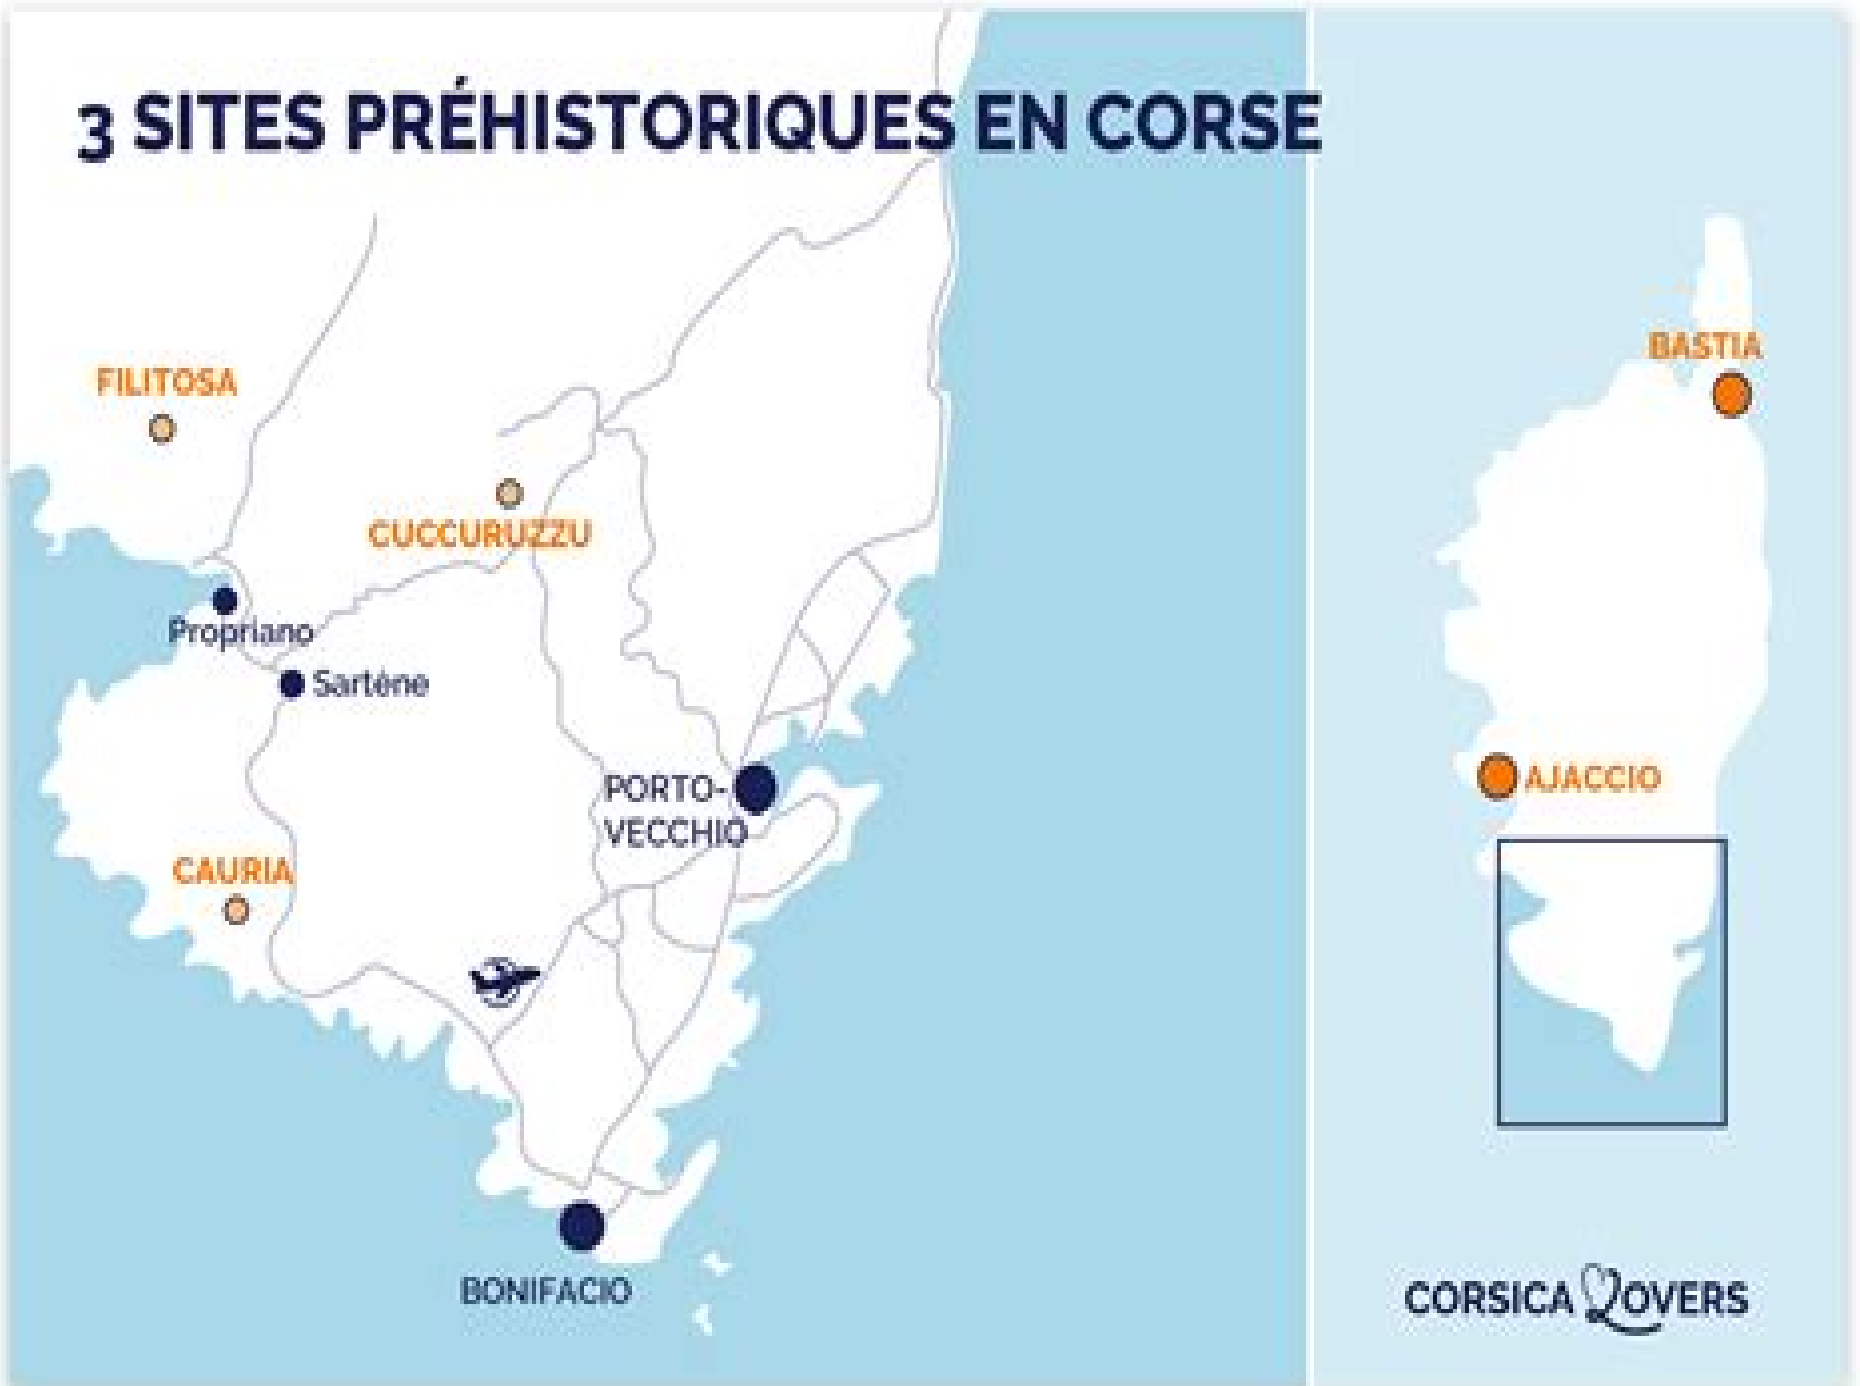 3 SITES PRÉHISTORIQUES EN CORSE
FILITOSA
CUCCURUZZU
Propriano
Sartène
PORTO-
VECCHIO
CAURIA
BONIFACIO
BASTIA
AJACCIO
CORSICA LOVERS